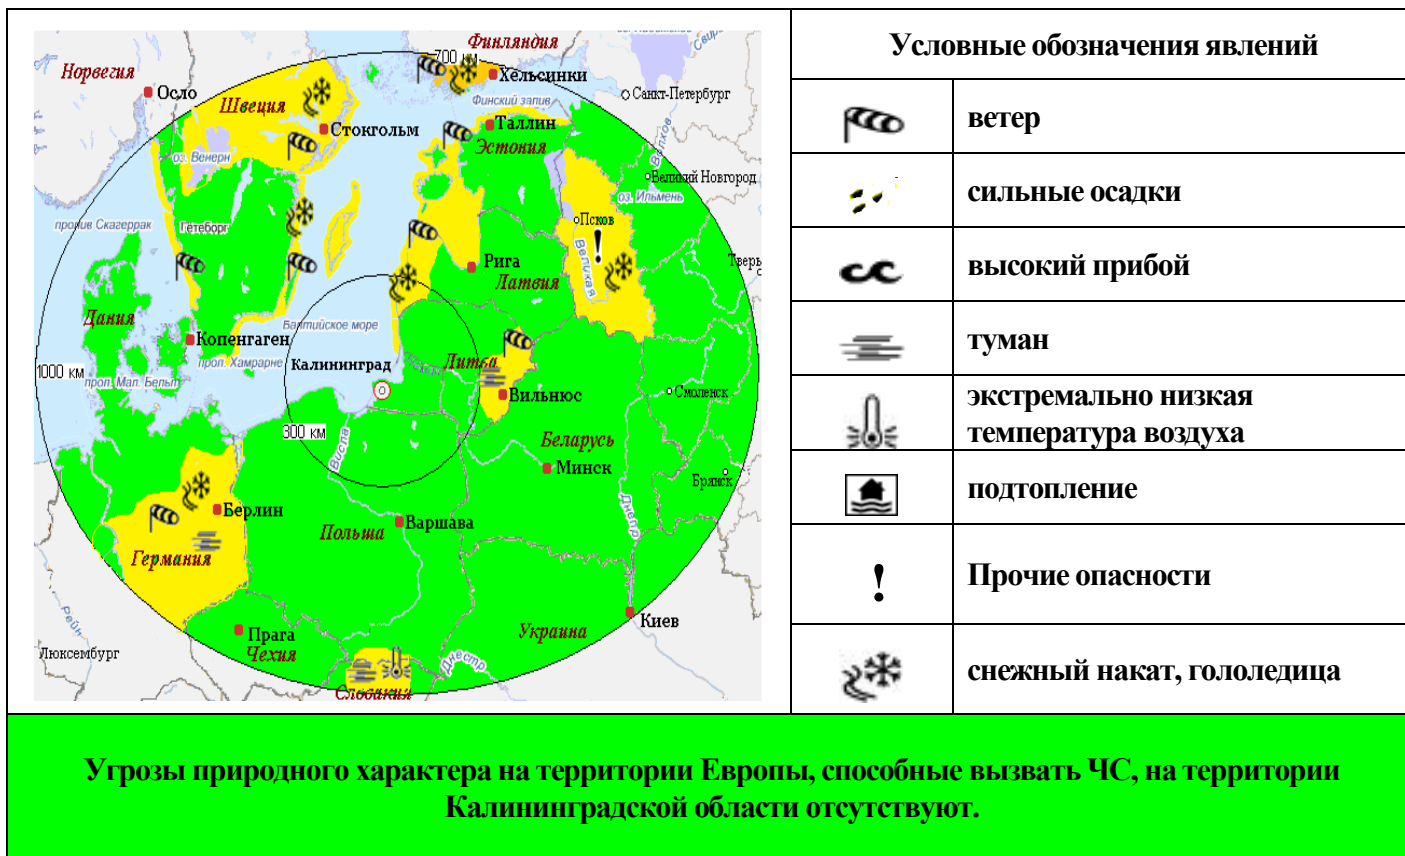 Финляндия
700 км
Свирь
Норвегия
Хельсинки
Осло
Санкт-Петербург
Швеция
Финский запив
Стокгольм
Таллин
Волхов
Эстония
оз. Венерн
Великий Новгород
оз. Ильмень
Псков
пролив Скагеррак
Гетеборг
Великая
Рига
Тверь
Латвия
Дания
Балтийское море
Копенгаген
прол. Хамрарне
Калининград
Литва
1000 км
прол. Мал. Бельт
Вильнюс
Смоленск
300 км
Висла
Беларусь
Минск
Брянск
Берлин
Днепр
Варшава
Польша
Германия
Рейн
Киев
Украина
Прага
Люксембург
Чехия
Днестр
Словакия
Условные обозначения явлений
ветер
сильные осадки
высокий прибой
туман
экстремально низкая
температура воздуха
подтопление
!
Прочие опасности
снежный накат, гололедица
Угрозы природного характера на территории Европы, способные вызвать ЧС, на территории
Калининградской области отсутствуют.